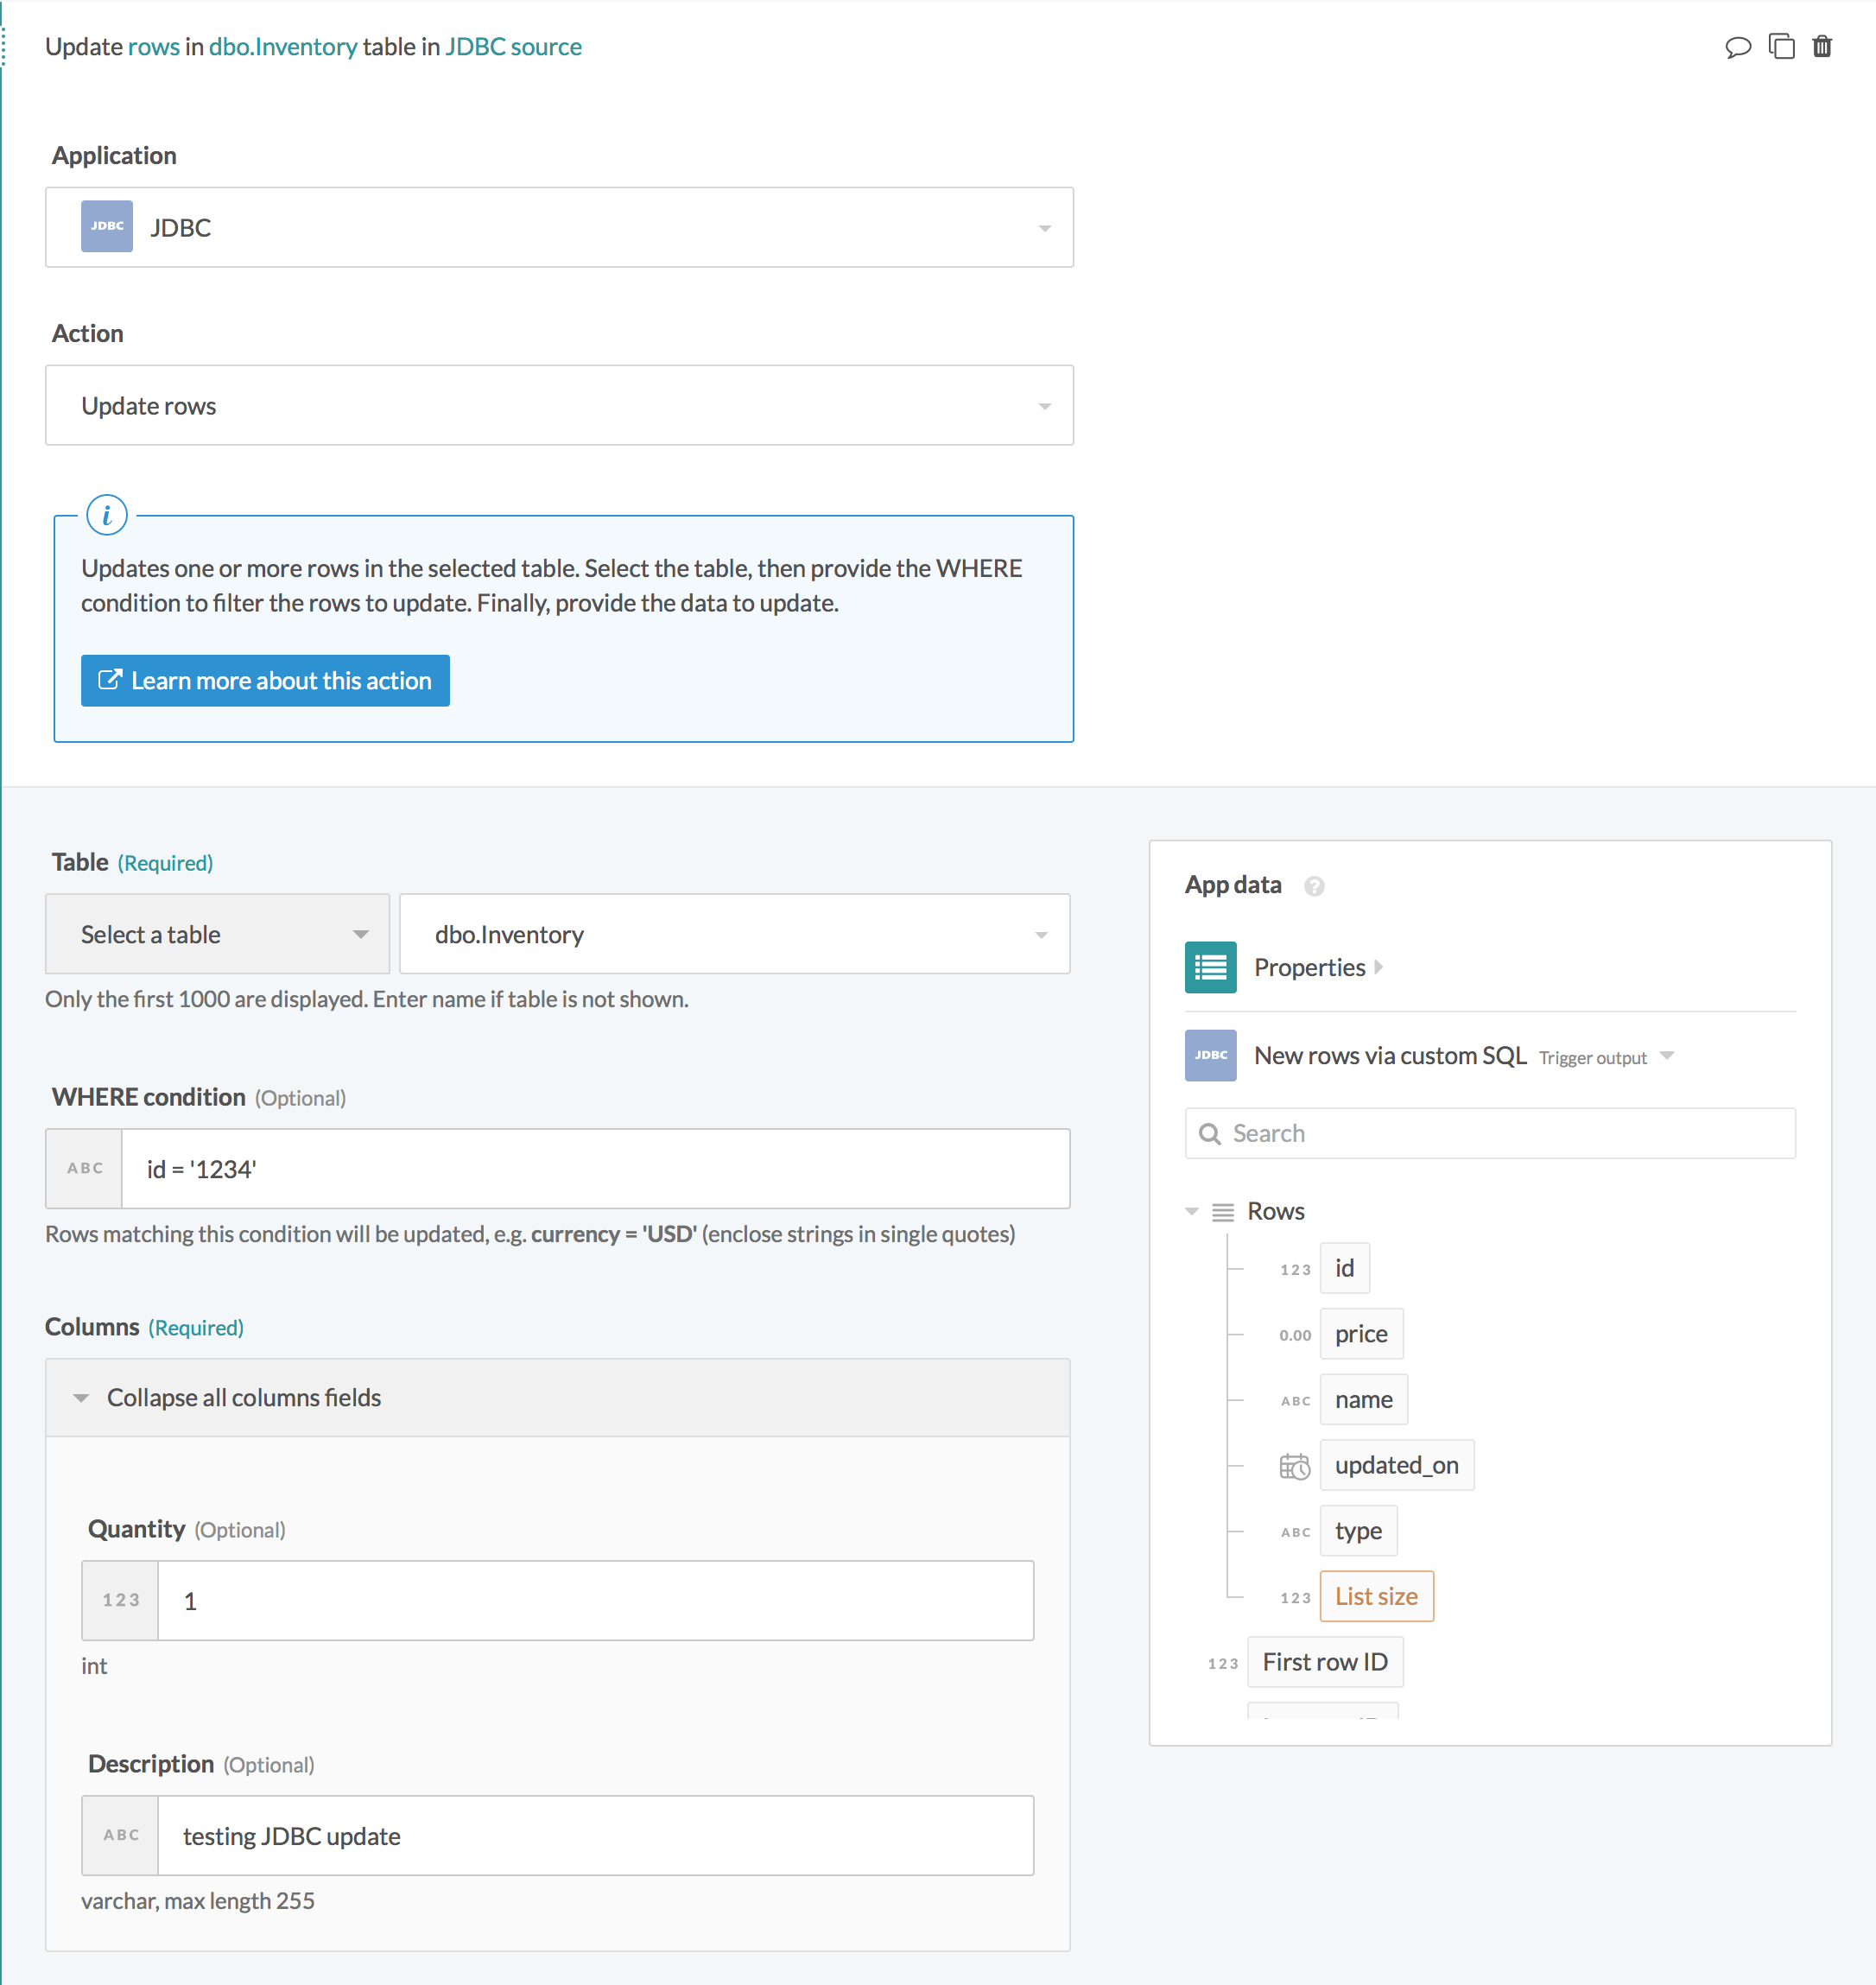 Update rows in dbo.Inventory table in JDBC source
Application
JDBC
JDBC
Action
Update rows
i
Updates one or more rows in the selected table. Select the table, then provide the WHERE
condition to filter the rows to update. Finally, provide the data to update.
Learn more about this action
Table (Required)
Select a table
dbo.Inventory
Only the first 1000 are displayed. Enter name if table is not shown.
WHERE condition (Optional)
ABC
id = '1234'
Rows matching this condition will be updated, e.g. currency = 'USD' (enclose strings in single quotes)
Columns (Required)
Collapse all columns fields
Quantity (Optional)
123
1
int
Description (Optional)
ABC
testing JDBC update
varchar, max length 255
App data ?
Properties
JDBC
New rows via custom SQL Trigger output
Search
Rows
123 id
0.00 price
ABC name
updated_on
ABC type
123 List size
123 First row ID